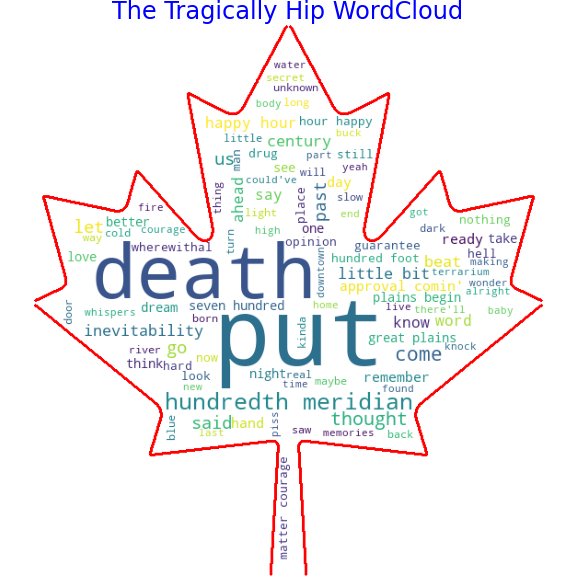 The Tragically Hip WordCloud
water
secret
unknown
body long
happy hour hour happy
buck
little century
us man drug part still
see will yeah
thing ahead could've day
say place past slow
fire light end got
let better one nothing
way cold courage turn high opinion dark
wherewithal guarantee ready take
love hundred foot beat hell
death downtown little bit terrarium making
approval comin' wonder
alright
door whispers dream seven hundred home plains begin
born put live there'll baby
inevitability kinda know word
river go now great plains
think hard come knock
look night real maybe remember
new time found
hundredth meridian
blue said hand piss thought
last saw memories back
matter courage